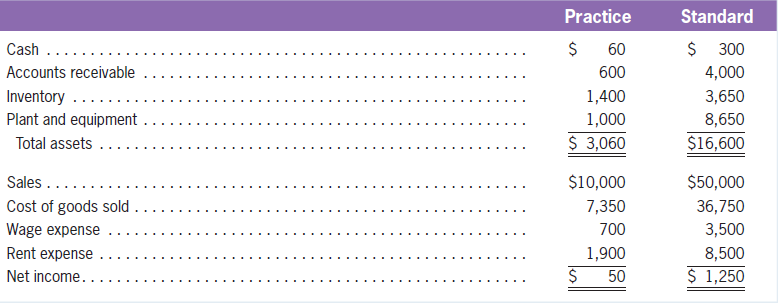 Practice Standard
Cash $ 60 $ 300
Accounts receivable 600 4,000
Inventory 1,400 3,650
Plant and equipment 1,000 8,650
Total assets $ 3,060 $16,600
Sales $10,000 $50,000
Cost of goods sold 7,350 36,750
Wage expense 700 3,500
Rent expense 1,900 8,500
Net income $ 50 $ 1,250